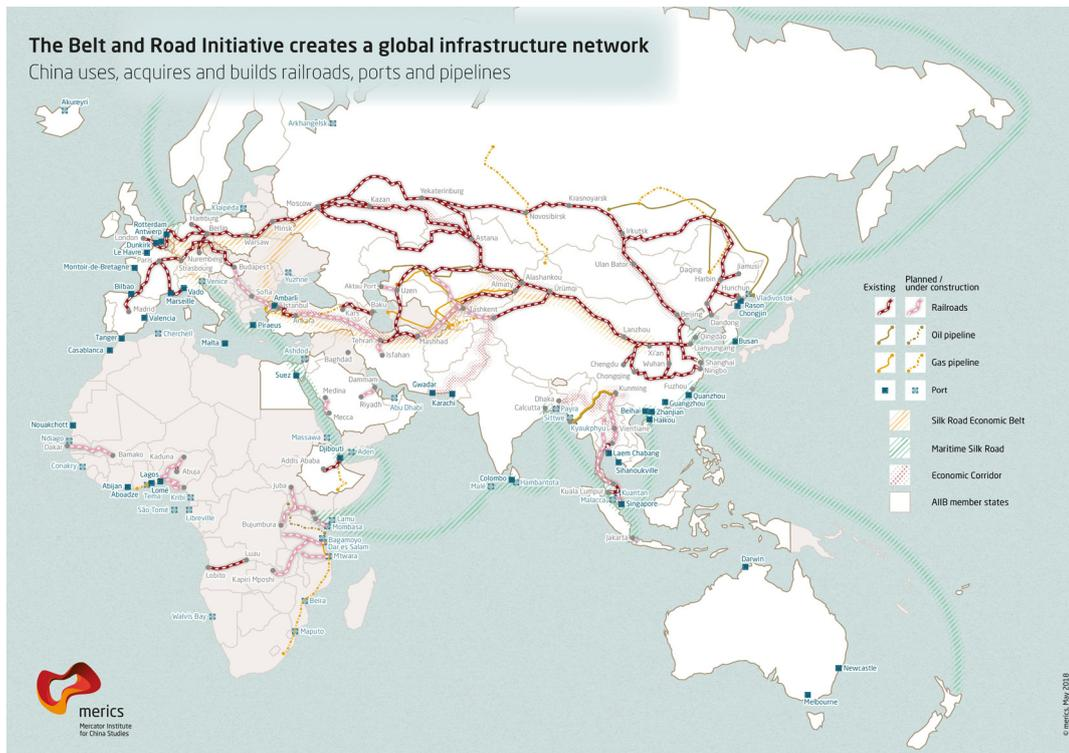 The Belt and Road Initiative creates a global infrastructure network
China uses, acquires and builds railroads, ports and pipelines
Akureyri
Arkhangelsk
Klaipeda
Moscow
Kazan
Yekaterinburg
Krasnoyarsk
Novosibirsk
Hamburg
Rotterdam
Antwerp
Berlin
Minsk
London
Warsaw
Dunkirk
Le Havre
Paris
Nuremberg
Strasbourg
Astana
Irkutsk
Ulan Bator
Montoir-de-Bretagne
Budapest
Daqing
Jiamusi
Harbin
Venice
Yuzhne
Aktau Port
Uzen
Alashankou
Almaty
Ürümqi
Hunchun
Bilbao
Vado
Marseille
Sofia
Ambarli
Istanbul
Baku
Vladivostok
Rason
Chongjin
Madrid
Valencia
Piraeus
Ankara
Kars
Tashkent
Beijing
Dandong
Tanger
Cherchell
Malta
Tehran
Mashhad
Lanzhou
Qingdao
Busan
Lianyungang
Casablanca
Ashdod
Baghdad
Isfahan
Xi'an
Chengdu
Wuhan
Shanghai
Ningbo
Suez
Dammam
Gwadar
Karachi
Chongqing
Medina
Riyadh
Abu Dhabi
Mecca
Dhaka
Calcutta
Payra
Sittwe
Kunming
Fuzhou
Quanzhou
Guangzhou
Beihai
Zhanjian
Haikou
Nouakchott
Ndiago
Dakar
Massawa
Kyaukphyu
Vientiane
Bamako
Kaduna
Djibouti
Aden
Laem Chabang
Conakry
Abuja
Addis Ababa
Sihanoukville
Abijan
Lagos
Aboadze
Lomé
Tema
Kribi
Juba
Colombo
Hambantota
Malé
Kuala Lumpur
Kuantan
Malacca
Singapore
São Tomé
Libreville
Lamu
Mombasa
Bujumbura
Jakarta
Bagamoyo
Dar es Salam
Luau
Mtwara
Lobito
Kapiri Mposhi
Darwin
Walvis Bay
Beira
Maputo
Newcastle
Melbourne
Existing
Planned /
under construction
Railroads
Oil pipeline
Gas pipeline
Port
Silk Road Economic Belt
Maritime Silk Road
Economic Corridor
AIIB member states
merics
Mercator Institute
for China Studies
© merics, May 2018